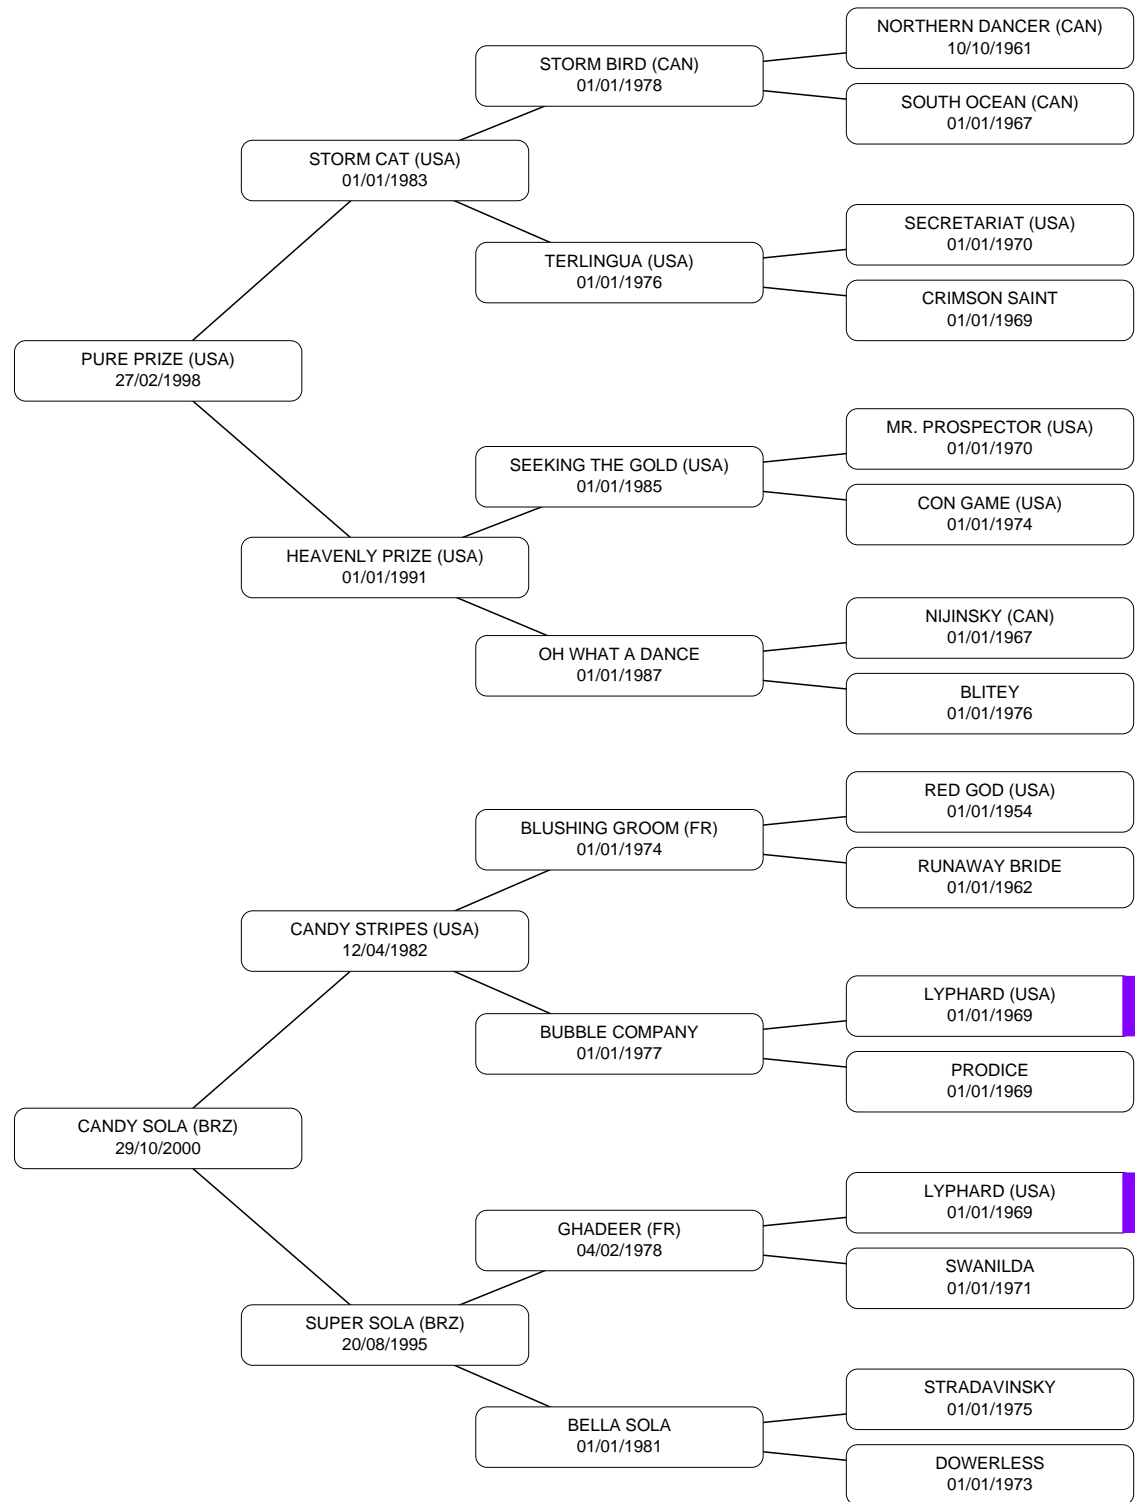 NORTHERN DANCER (CAN)
10/10/1961
STORM BIRD (CAN)
01/01/1978
SOUTH OCEAN (CAN)
01/01/1967
STORM CAT (USA)
01/01/1983
SECRETARIAT (USA)
01/01/1970
TERLINGUA (USA)
01/01/1976
CRIMSON SAINT
01/01/1969
PURE PRIZE (USA)
27/02/1998
MR. PROSPECTOR (USA)
01/01/1970
SEEKING THE GOLD (USA)
01/01/1985
CON GAME (USA)
01/01/1974
HEAVENLY PRIZE (USA)
01/01/1991
NIJINSKY (CAN)
01/01/1967
OH WHAT A DANCE
01/01/1987
BLITEY
01/01/1976
RED GOD (USA)
01/01/1954
BLUSHING GROOM (FR)
01/01/1974
RUNAWAY BRIDE
01/01/1962
CANDY STRIPES (USA)
12/04/1982
LYPHARD (USA)
01/01/1969
BUBBLE COMPANY
01/01/1977
PRODICE
01/01/1969
CANDY SOLA (BRZ)
29/10/2000
LYPHARD (USA)
01/01/1969
GHADEER (FR)
04/02/1978
SWANILDA
01/01/1971
SUPER SOLA (BRZ)
20/08/1995
STRADAVINSKY
01/01/1975
BELLA SOLA
01/01/1981
DOWERLESS
01/01/1973